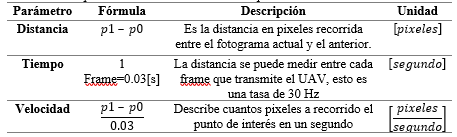 Parámetro Fórmula Descripción Unidad
Distancia p1 − p0 Es la distancia en pixeles recorrida [pixeles]
entre el fotograma actual y el anterior.
Tiempo 1 La distancia se puede medir entre cada [segundo]
Frame=0.03[s] frame que transmite el UAV, esto es
una tasa de 30 Hz
Velocidad p1 − p0 Describe cuantos pixeles a recorrido el [pixeles
0.03 punto de interés en un segundo segundo]